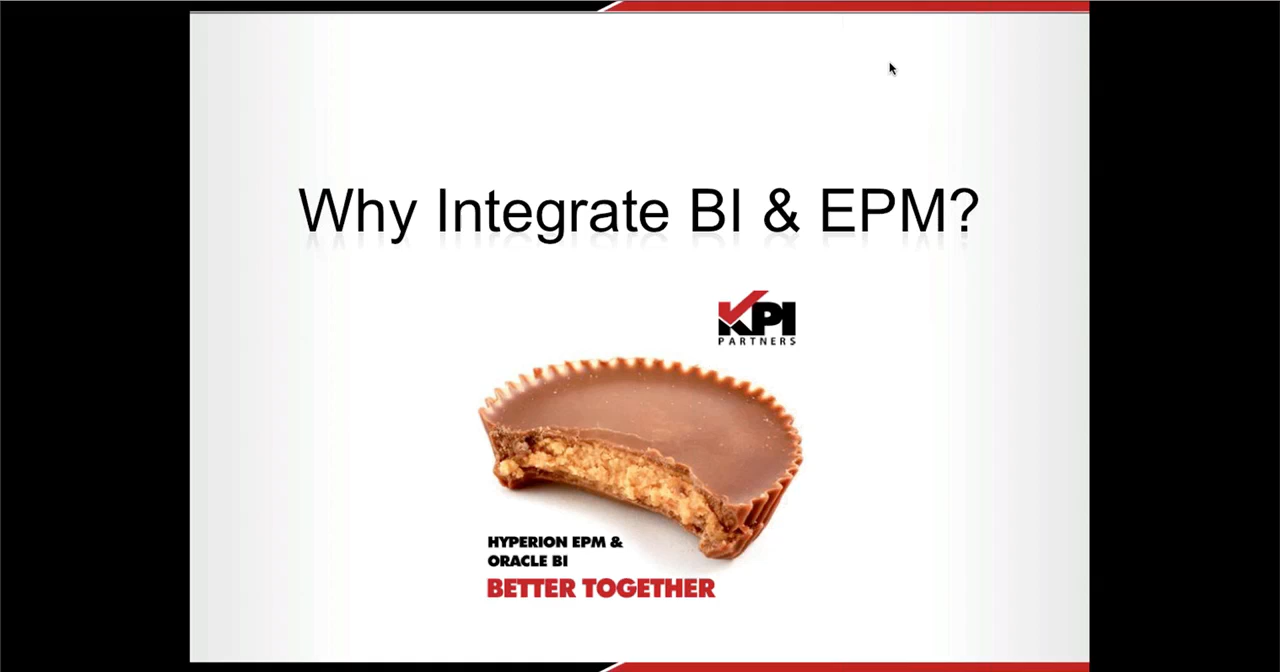 Why Integrate BI & EPM?
KPI
PARTNERS
HYPERION EPM &
ORACLE BI
BETTER TOGETHER